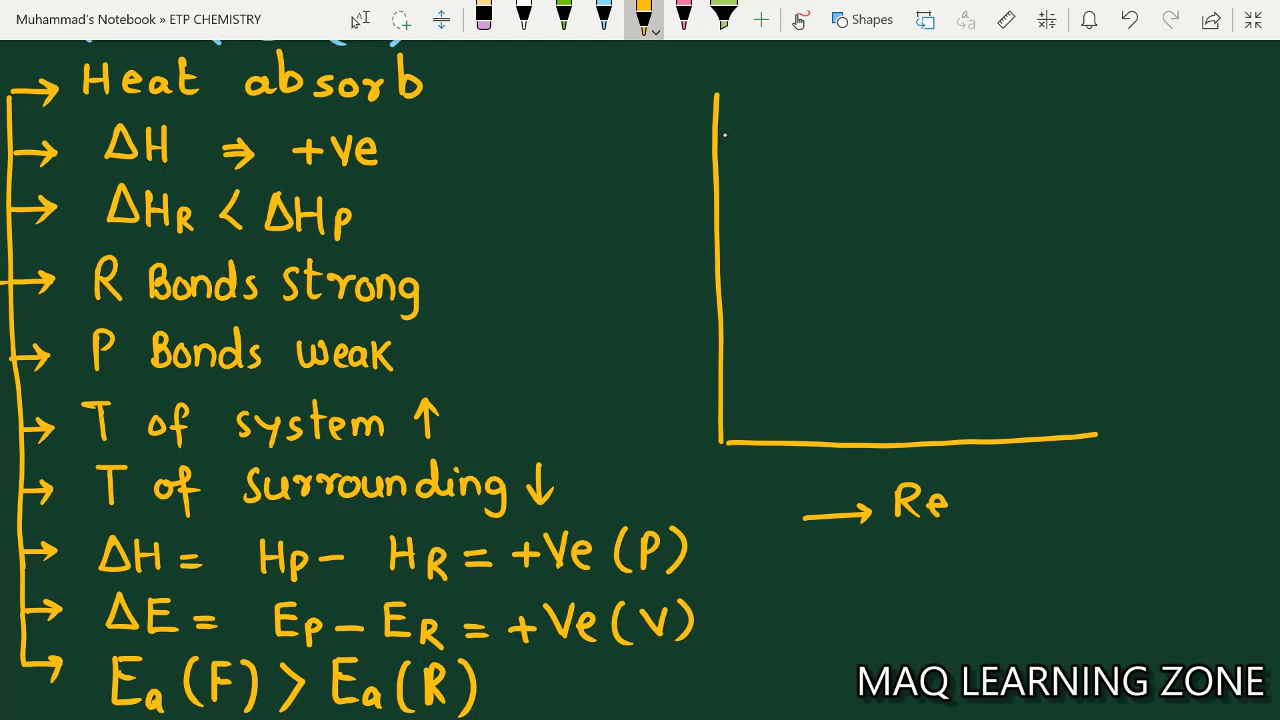 Muhammad's Notebook » ETP CHEMISTRY
Shapes
→ Heat absorb
→ ΔH ⇒ +ve
→ ΔHR < ΔHP
→ R Bonds strong
→ P Bonds weak
→ T of system ↑
→ T of surrounding ↓
→ ΔH = HP - HR = +Ve (P)
→ ΔE = EP - ER = +Ve (V)
→ Ea (F) > Ea (R)
→ Re
MAQ LEARNING ZONE